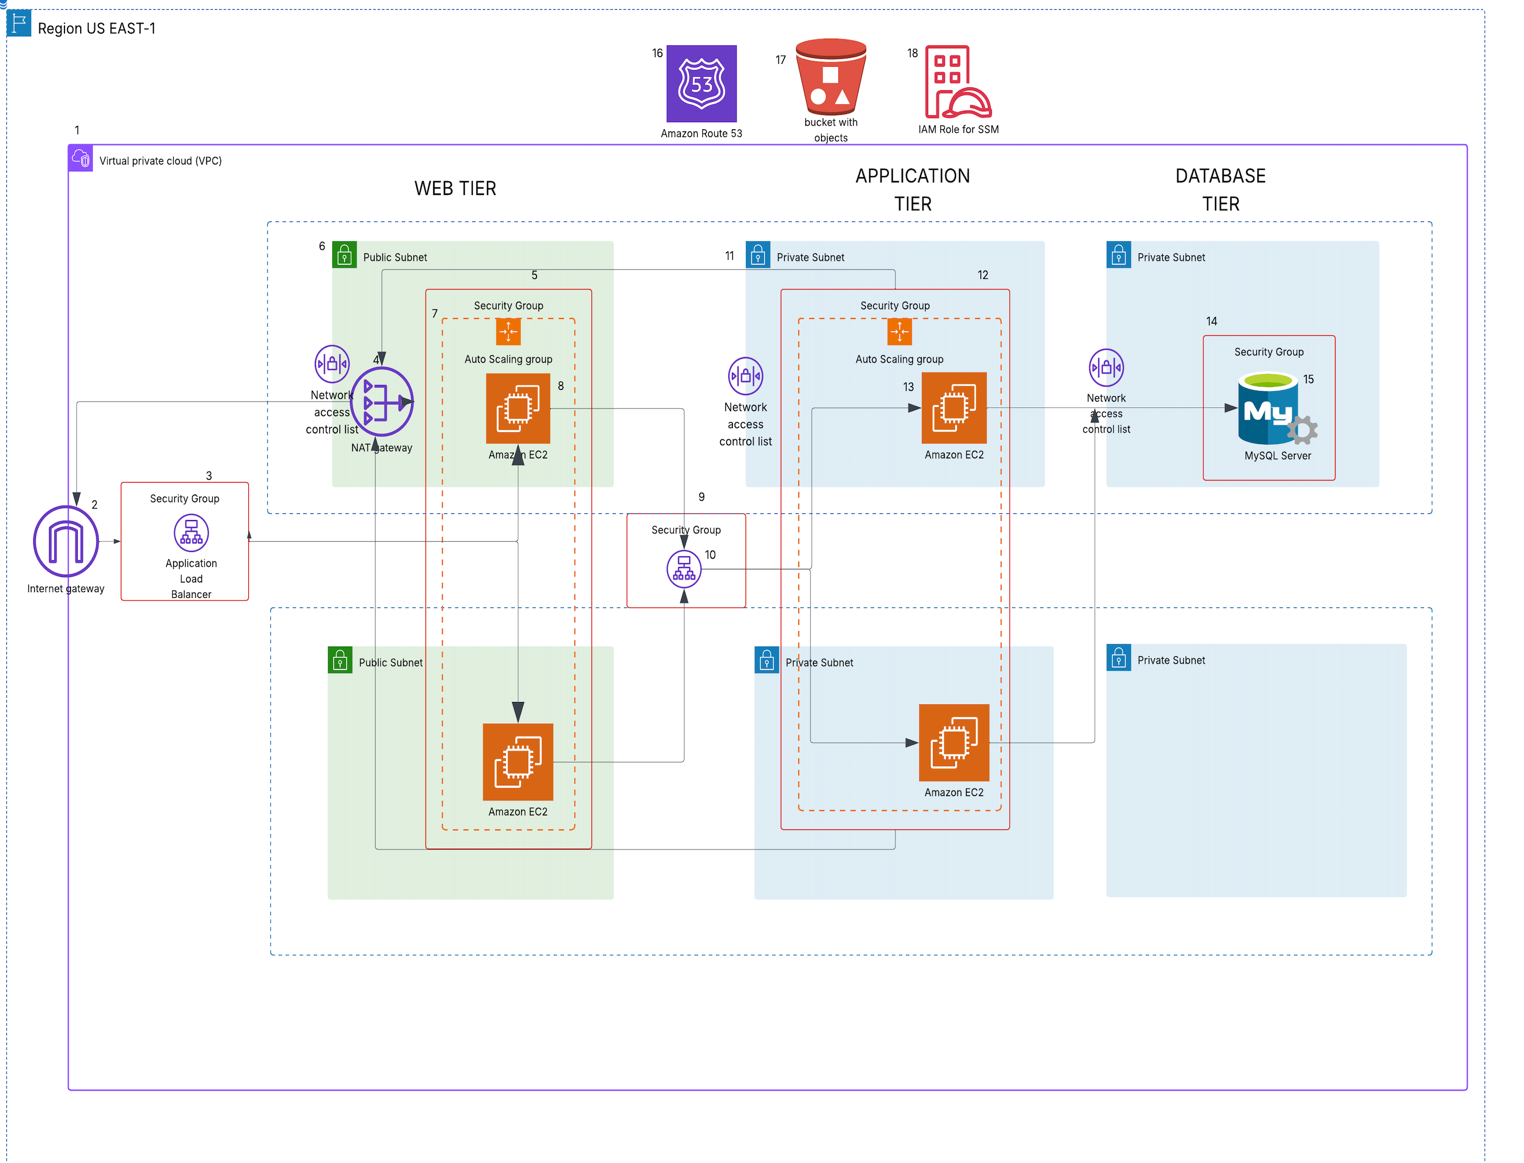 Region US EAST-1
16
53
Amazon Route 53
17
bucket with
objects
18
IAM Role for SSM
1
Virtual private cloud (VPC)
WEB TIER
APPLICATION
TIER
DATABASE
TIER
6
Public Subnet
5
Security Group
7
Auto Scaling group
8
Amazon EC2
Network
access
control list
4
NAT gateway
11
Private Subnet
12
Security Group
Auto Scaling group
13
Amazon EC2
Network
access
control list
Private Subnet
14
Security Group
15
My
MySQL Server
Network
access
control list
2
Internet gateway
3
Security Group
Application
Load
Balancer
9
Security Group
10
Public Subnet
Amazon EC2
Private Subnet
Amazon EC2
Private Subnet